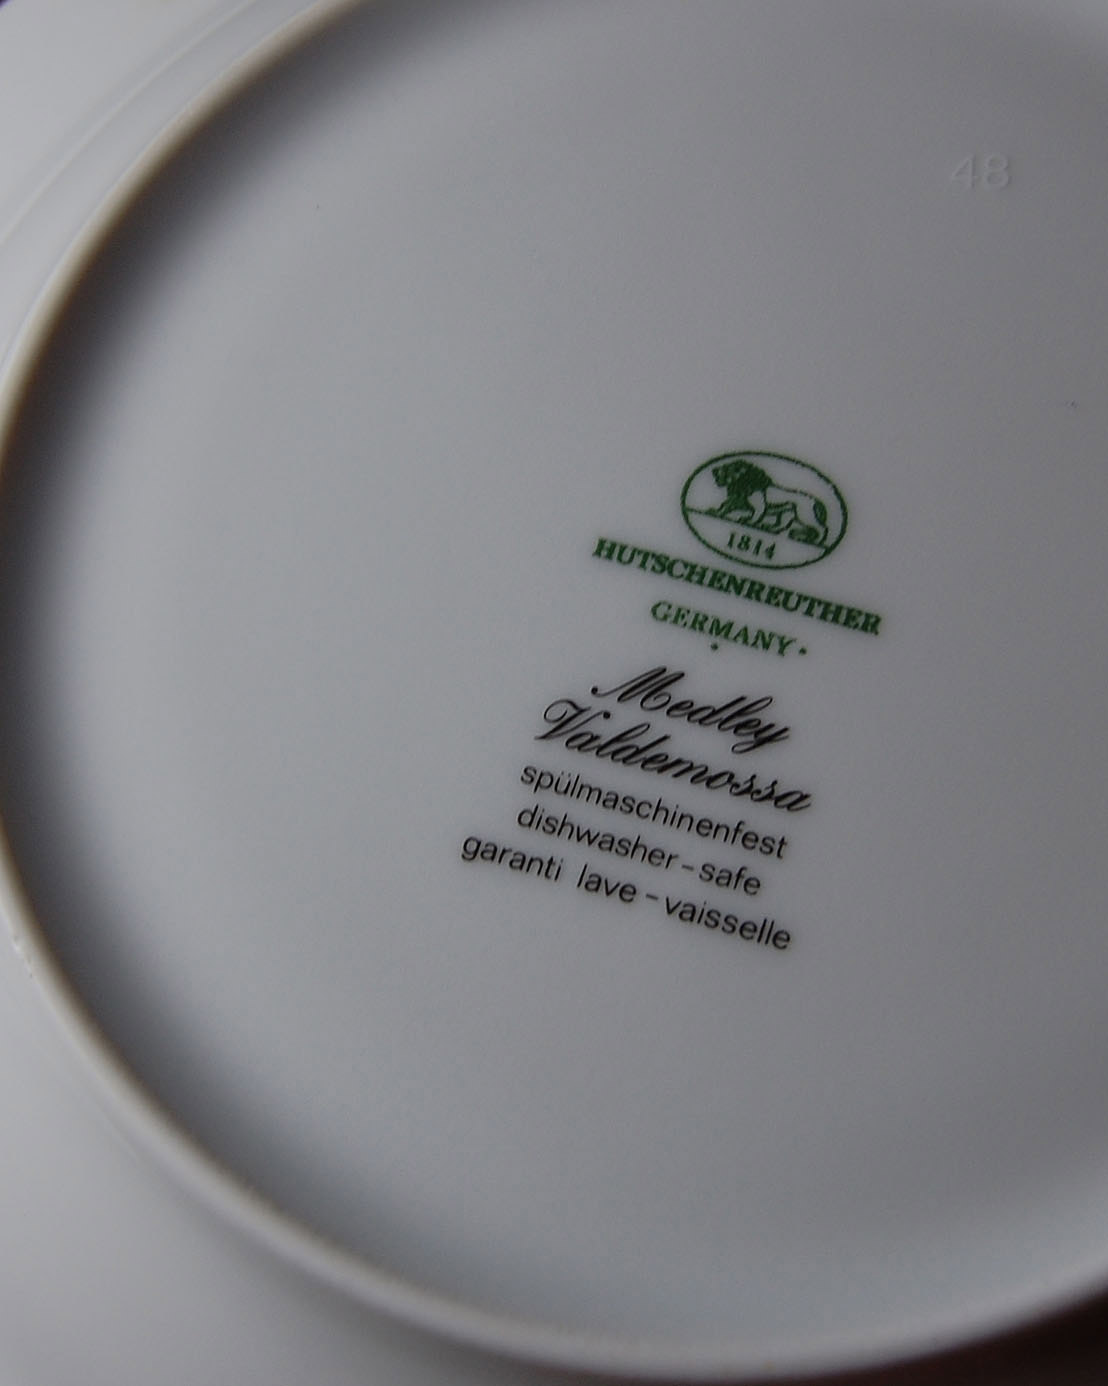 48
1814
HUTSCHENREUTHER
GERMANY
Medley
Valdemossa
spülmaschinenfest
dishwasher-safe
garanti lave-vaisselle